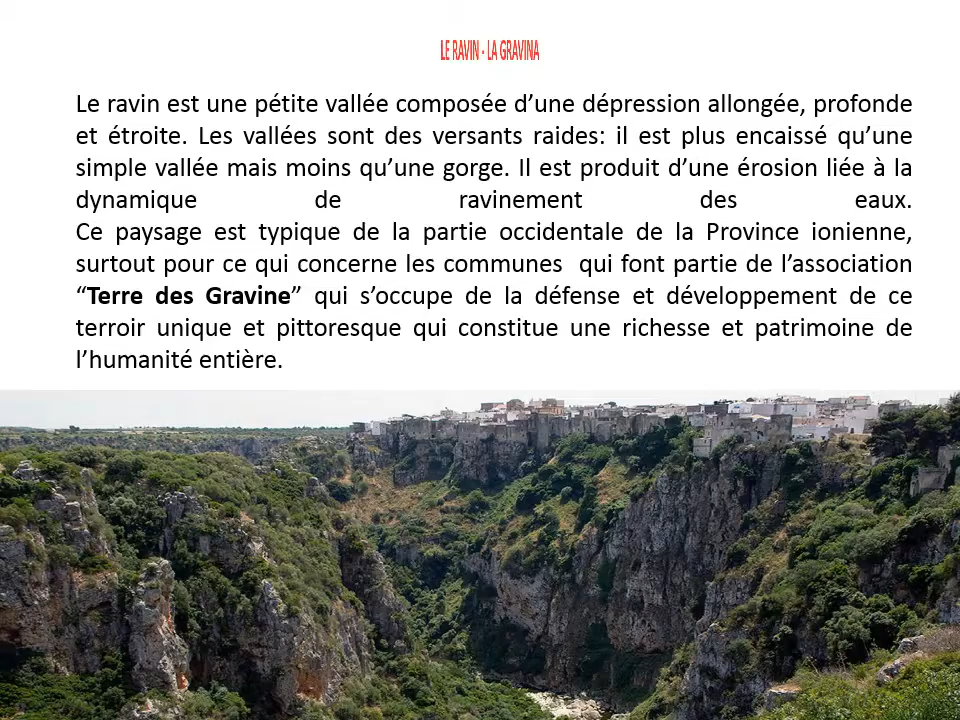 LE RAVIN - LA GRAVINA
Le ravin est une pétite vallée composée d’une dépression allongée, profonde
et étroite. Les vallées sont des versants raides: il est plus encaissé qu’une
simple vallée mais moins qu’une gorge. Il est produit d’une érosion liée à la
dynamique de ravinement des eaux.
Ce paysage est typique de la partie occidentale de la Province ionienne,
surtout pour ce qui concerne les communes  qui font partie de l’association
“Terre des Gravine” qui s’occupe de la défense et développement de ce
terroir unique et pittoresque qui constitue une richesse et patrimoine de
l’humanité entière.